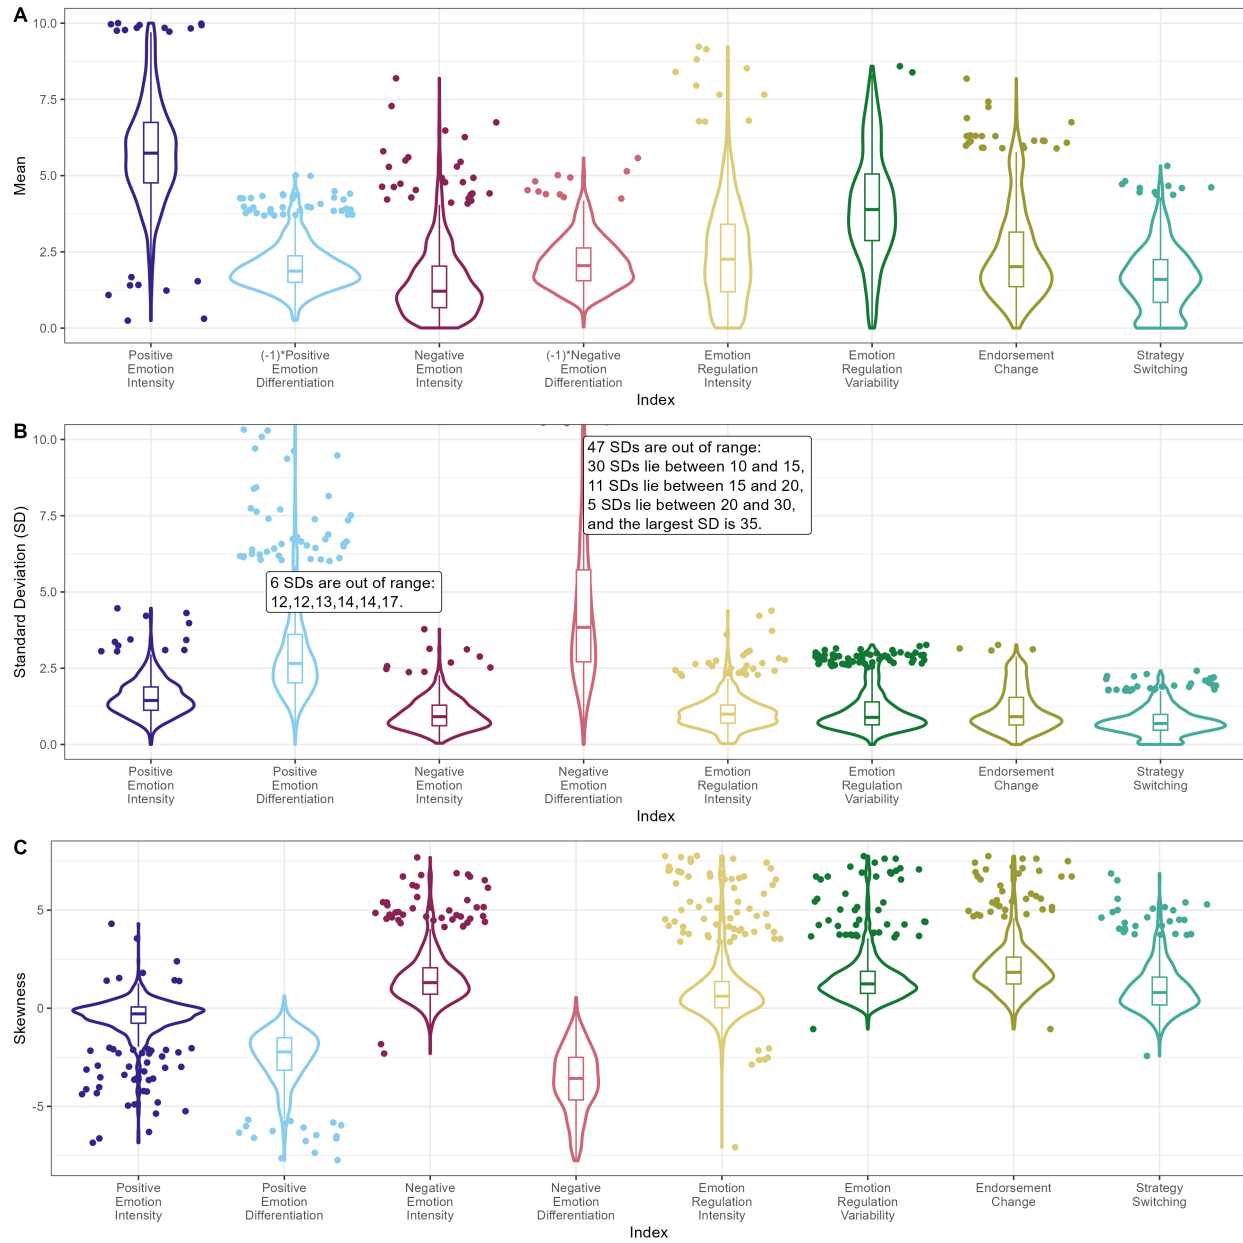 A
Mean
10.0
7.5
5.0
2.5
0.0
Positive
Emotion
Intensity
(-1)*Positive
Emotion
Differentiation
Negative
Emotion
Intensity
(-1)*Negative
Emotion
Differentiation
Emotion
Regulation
Intensity
Emotion
Regulation
Variability
Endorsement
Change
Strategy
Switching
Index
B
Standard Deviation (SD)
10.0
7.5
5.0
2.5
0.0
47 SDs are out of range:
30 SDs lie between 10 and 15,
11 SDs lie between 15 and 20,
5 SDs lie between 20 and 30,
and the largest SD is 35.
6 SDs are out of range:
12,12,13,14,14,17.
Positive
Emotion
Intensity
Positive
Emotion
Differentiation
Negative
Emotion
Intensity
Negative
Emotion
Differentiation
Emotion
Regulation
Intensity
Emotion
Regulation
Variability
Endorsement
Change
Strategy
Switching
Index
C
Skewness
5
0
-5
Positive
Emotion
Intensity
Positive
Emotion
Differentiation
Negative
Emotion
Intensity
Negative
Emotion
Differentiation
Emotion
Regulation
Intensity
Emotion
Regulation
Variability
Endorsement
Change
Strategy
Switching
Index